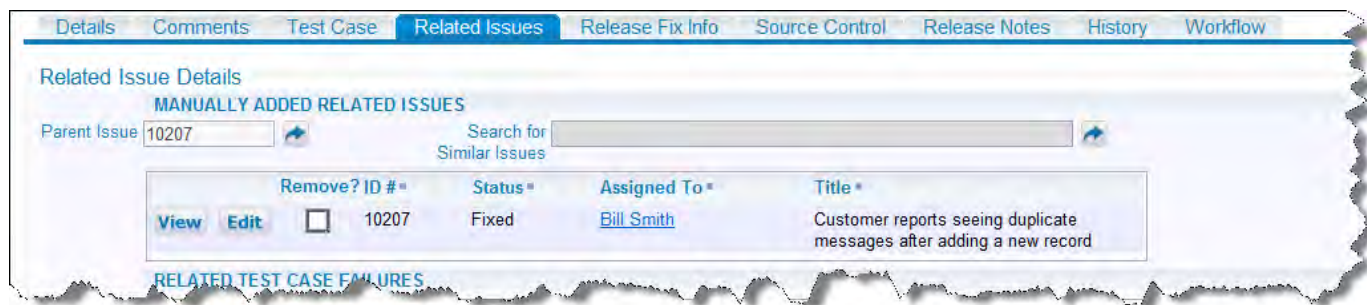 Details Comments Test Case Related Issues Release Fix Info Source Control Release Notes History Workflow
Related Issue Details
MANUALLY ADDED RELATED ISSUES
Parent Issue 10207 Search for
Similar Issues
Remove? ID # Status Assigned To Title
View Edit 10207 Fixed Bill Smith Customer reports seeing duplicate
messages after adding a new record
RELATED TEST CASE FAILURES